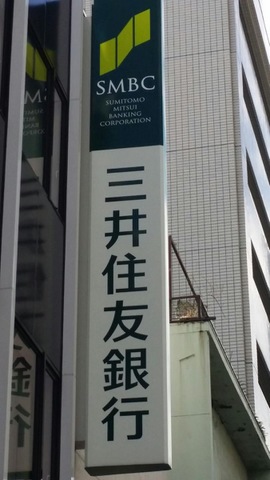 SMBC
SUMITOMO
MITSUI
BANKING
CORPORATION
三井住友銀行